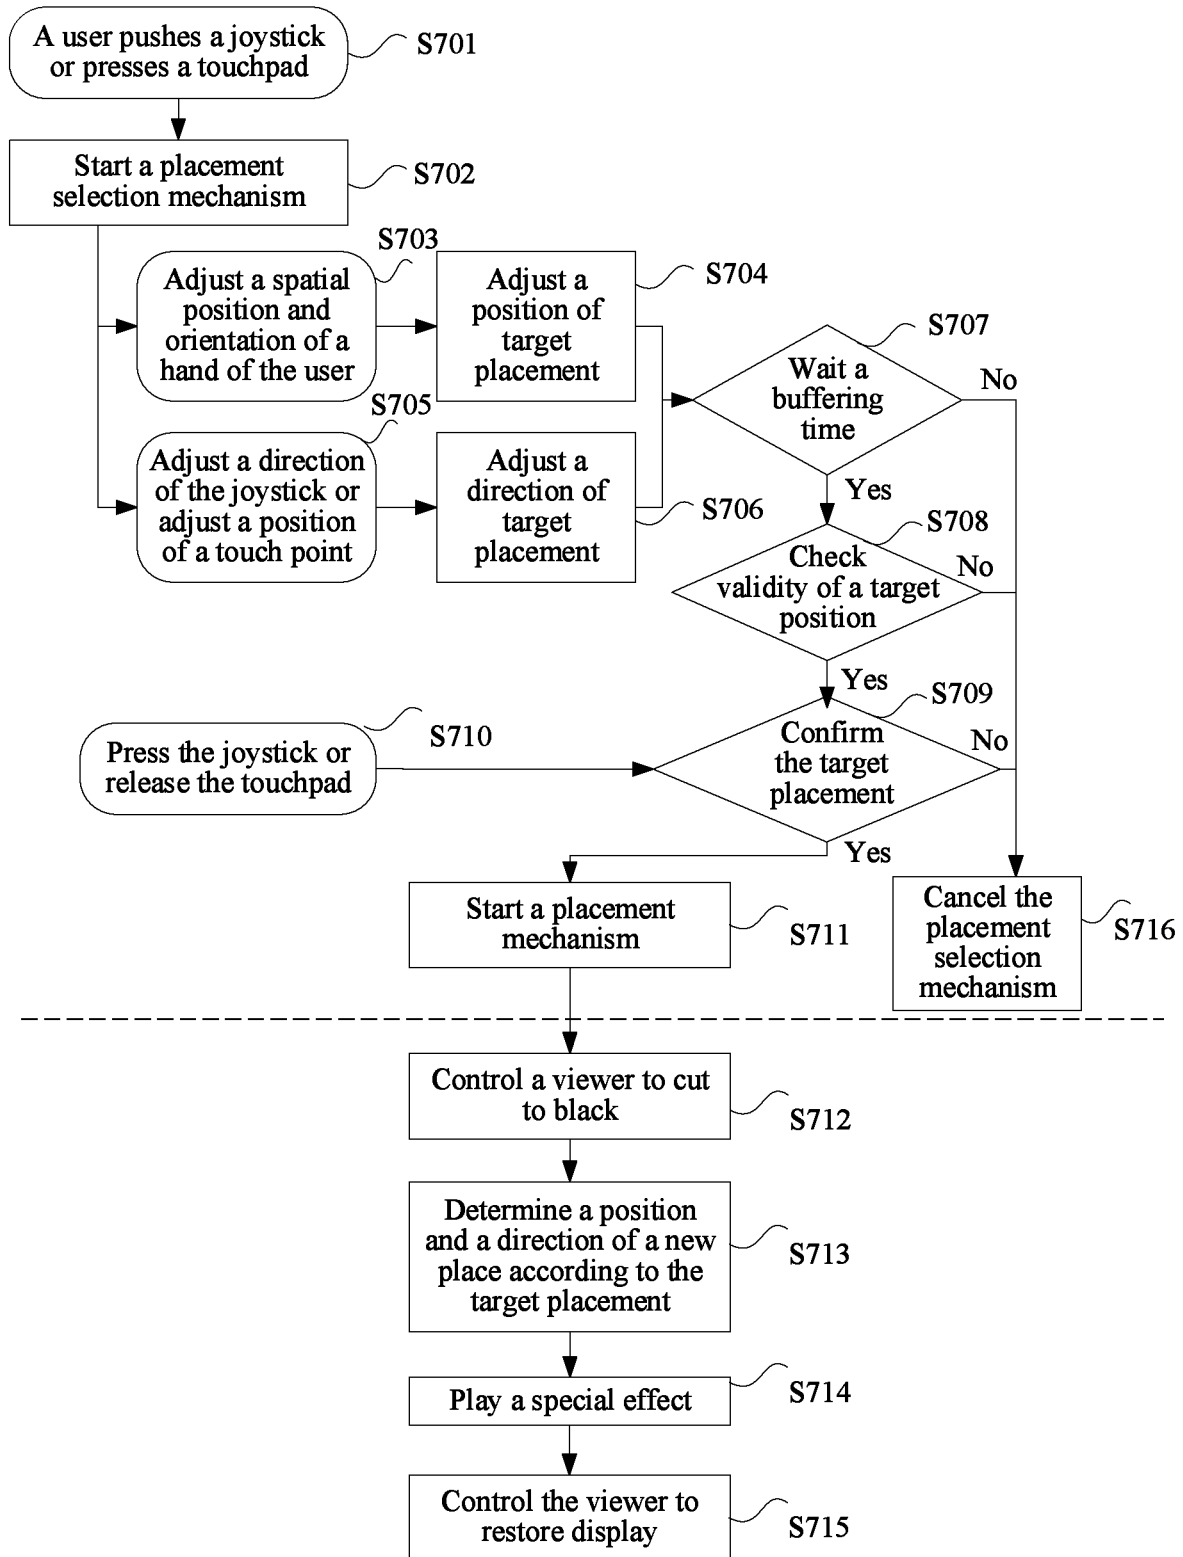 A user pushes a joystick
or presses a touchpad
S701
Start a placement
selection mechanism
S702
S703
Adjust a spatial
position and
orientation of a
hand of the user
Adjust a
position of
target
placement
S704
S705
Adjust a direction
of the joystick or
adjust a position
of a touch point
Adjust a
direction of
target
placement
S706
S707
Wait a
buffering
time
No
Yes
S708
Check
validity of a target
position
No
Yes
S709
Confirm
the target
placement
No
Yes
S710
Press the joystick or
release the touchpad
Start a placement
mechanism
S711
Cancel the
placement
selection
mechanism
S716
Control a viewer to cut
to black
S712
Determine a position
and a direction of a new
place according to the
target placement
S713
Play a special effect
S714
Control the viewer to
restore display
S715